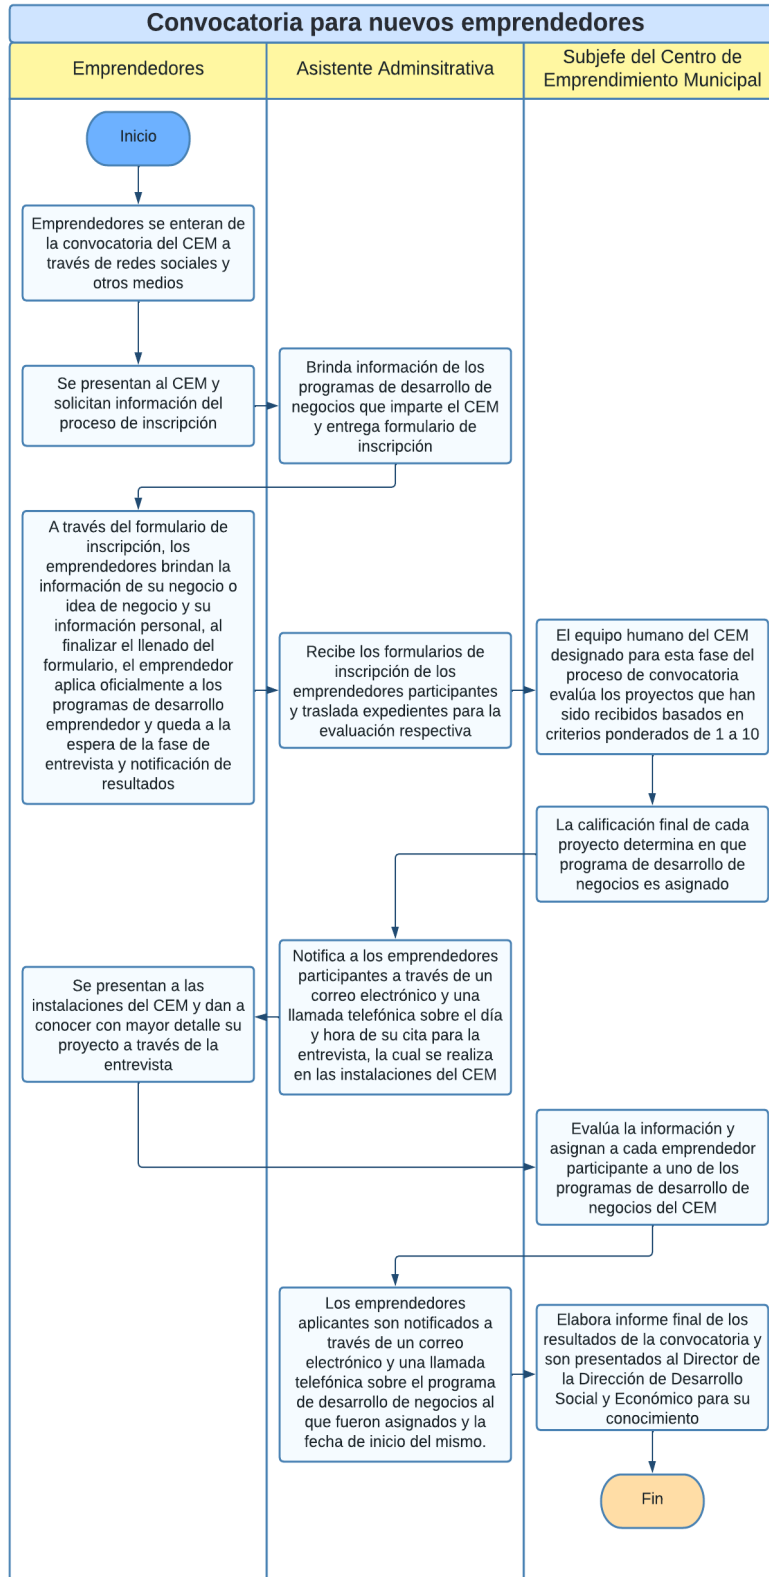 Convocatoria para nuevos emprendedores
Emprendedores
Asistente Adminsitrativa
Subjefe del Centro de
Emprendimiento Municipal
Inicio
Emprendedores se enteran de
la convocatoria del CEM a
través de redes sociales y
otros medios
Se presentan al CEM y
solicitan información del
proceso de inscripción
Brinda información de los
programas de desarrollo de
negocios que imparte el CEM
y entrega formulario de
inscripción
A través del formulario de
inscripción, los
emprendedores brindan la
información de su negocio o
idea de negocio y su
información personal, al
finalizar el llenado del
formulario, el emprendedor
aplica oficialmente a los
programas de desarrollo
emprendedor y queda a la
espera de la fase de
entrevista y notificación de
resultados
Recibe los formularios de
inscripción de los
emprendedores participantes
y traslada expedientes para la
evaluación respectiva
El equipo humano del CEM
designado para esta fase del
proceso de convocatoria
evalúa los proyectos que han
sido recibidos basados en
criterios ponderados de 1 a 10
La calificación final de cada
proyecto determina en que
programa de desarrollo de
negocios es asignado
Notifica a los emprendedores
participantes a través de un
correo electrónico y una
llamada telefónica sobre el día
y hora de su cita para la
entrevista, la cual se realiza
en las instalaciones del CEM
Se presentan a las
instalaciones del CEM y dan a
conocer con mayor detalle su
proyecto a través de la
entrevista
Evalúa la información y
asignan a cada emprendedor
participante a uno de los
programas de desarrollo de
negocios del CEM
Los emprendedores
aplicantes son notificados a
través de un correo
electrónico y una llamada
telefónica sobre el programa
de desarrollo de negocios al
que fueron asignados y la
fecha de inicio del mismo.
Elabora informe final de los
resultados de la convocatoria y
son presentados al Director de
la Dirección de Desarrollo
Social y Económico para su
conocimiento
Fin